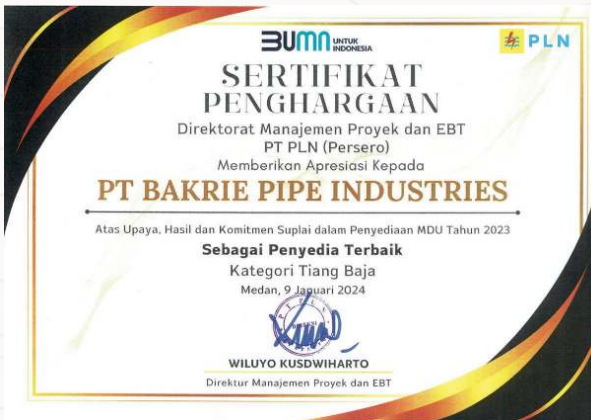 BUMN UNTUK INDONESIA
PLN
SERTIFIKAT
PENGHARGAAN
Direktorat Manajemen Proyek dan EBT
PT PLN (Persero)
Memberikan Apresiasi Kepada
PT BAKRIE PIPE INDUSTRIES
Atas Upaya, Hasil dan Komitmen Suplai dalam Penyediaan MDU Tahun 2023
Sebagai Penyedia Terbaik
Kategori Tiang Baja
Medan, 9 Januari 2024
WILUYO KUSDWIHARTO
Direktur Manajemen Proyek dan EBT